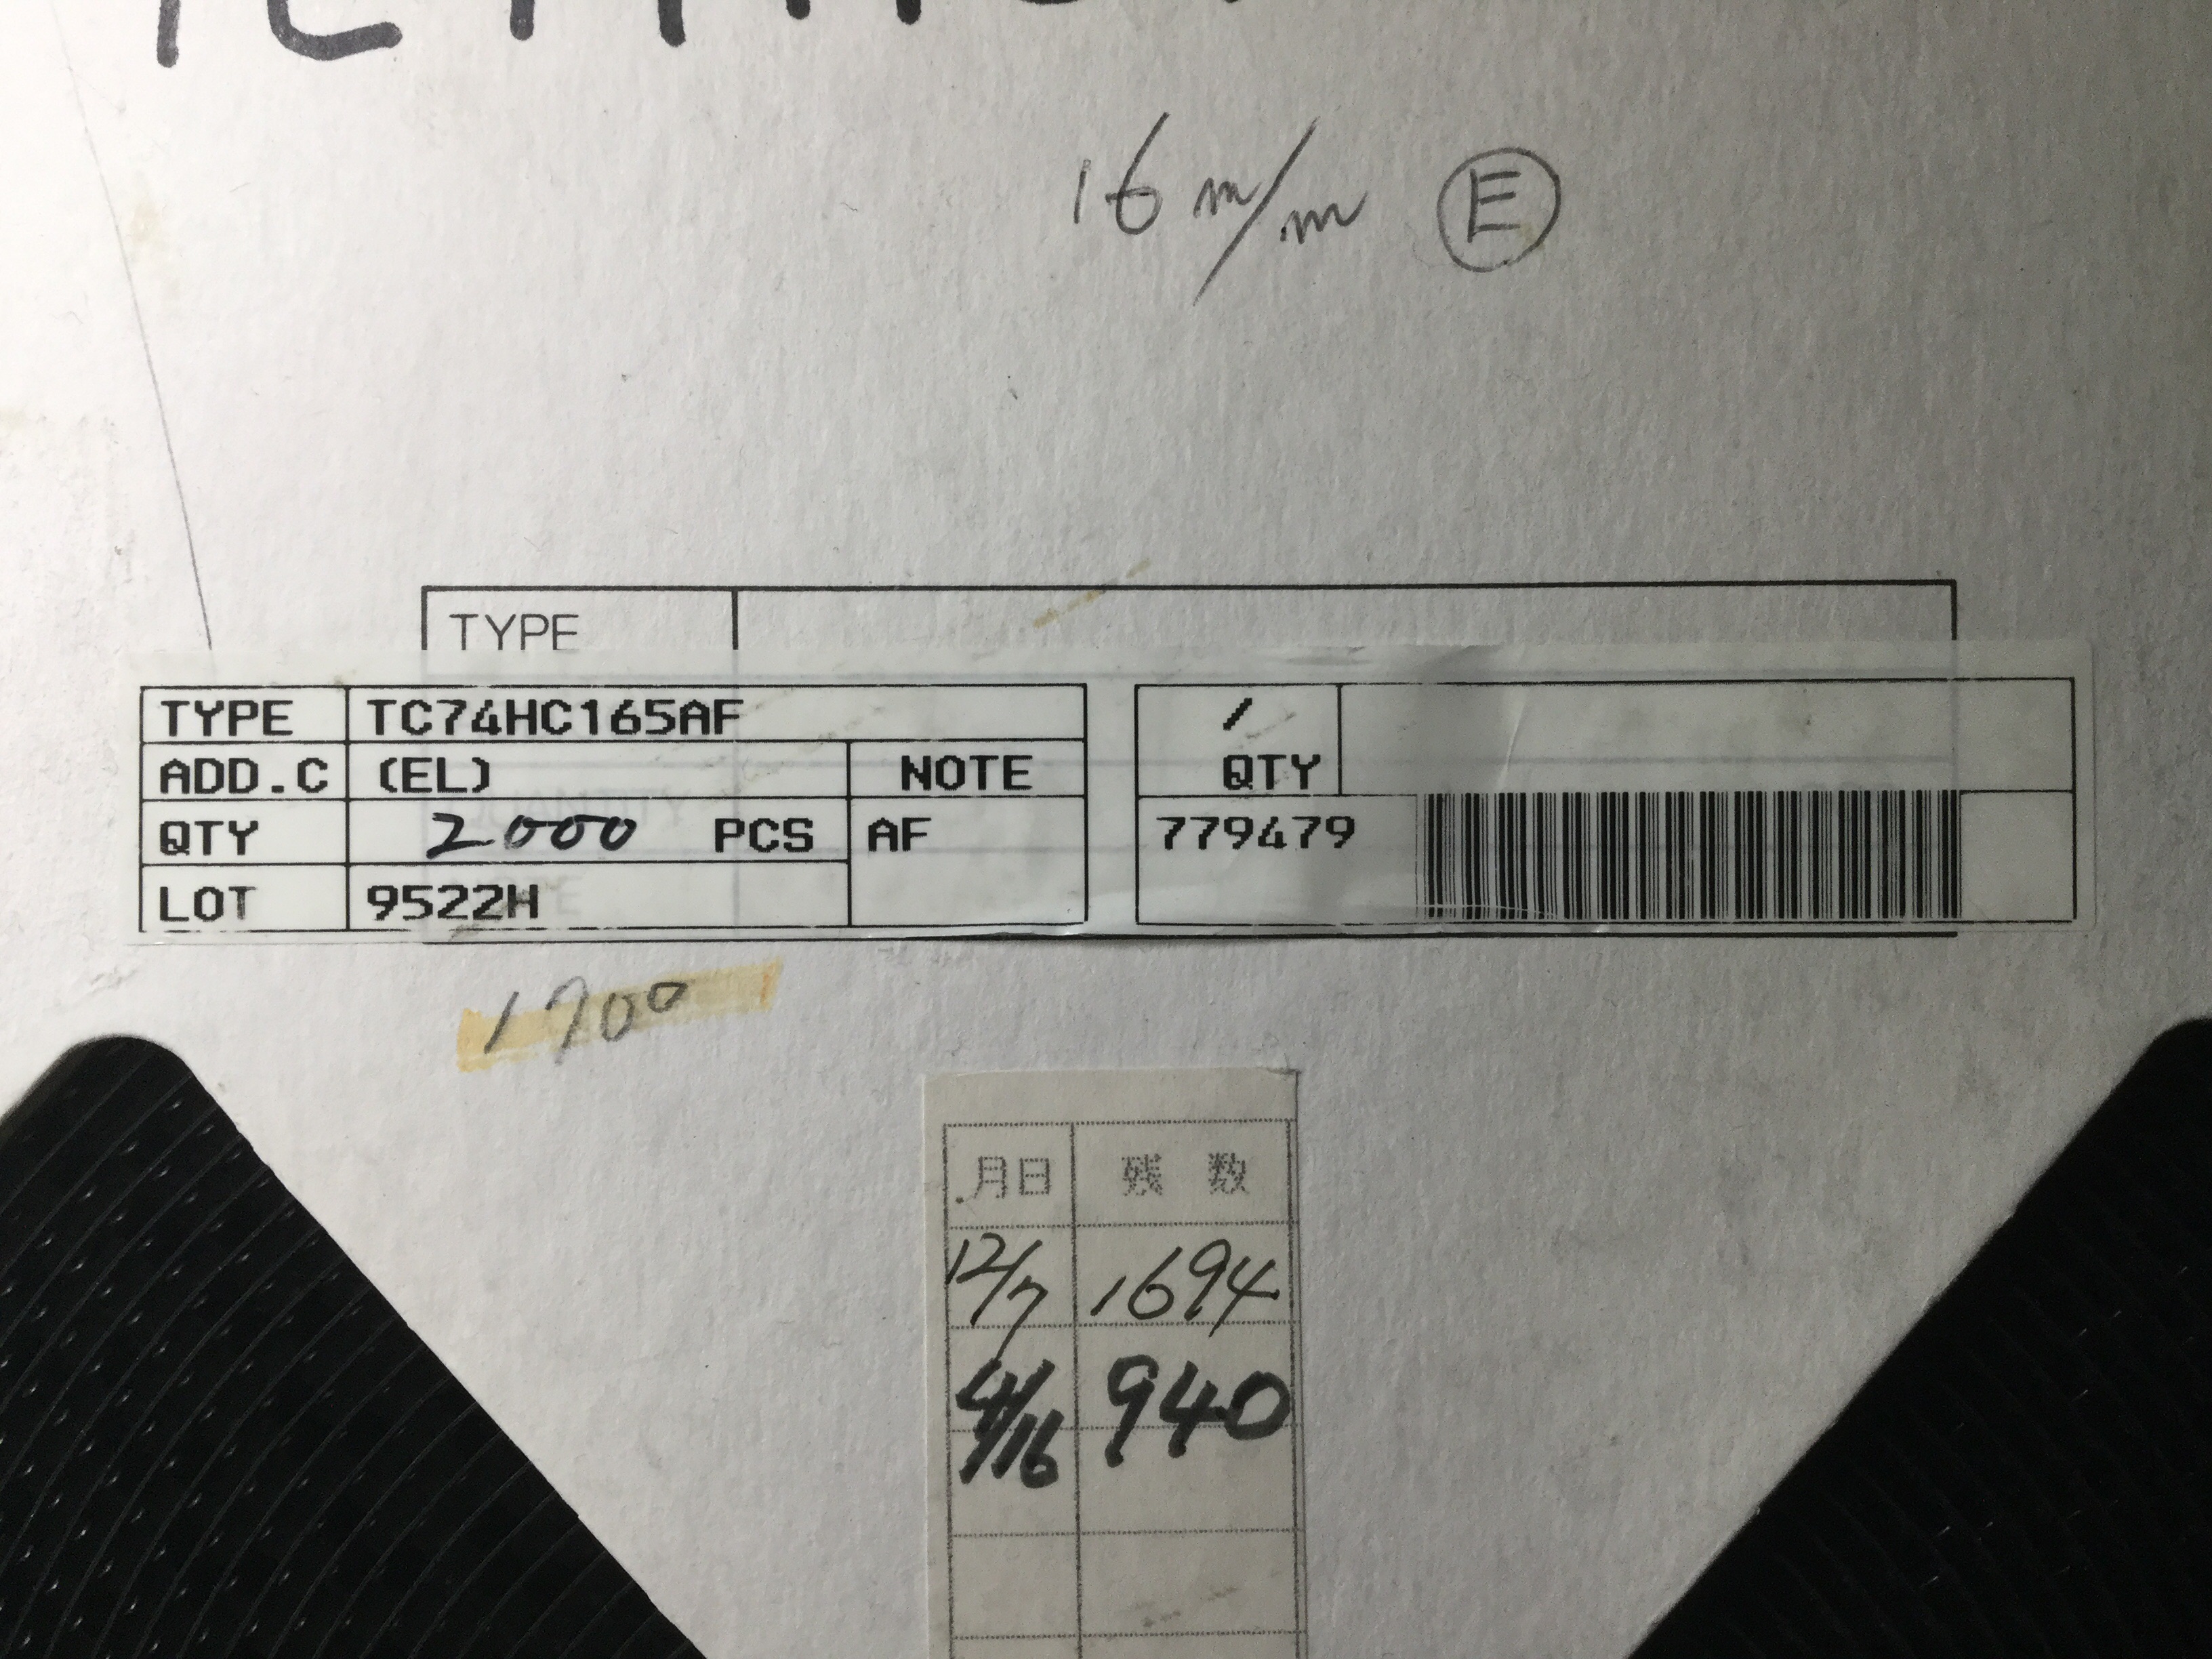 16 m/m Ⓔ
TYPE
TYPE TC74HC165AF
ADD.C (EL) NOTE
QTY 2000 PCS AF
LOT 9522H
/
QTY
779479
1700
月日 残数
12/7 1694
4/16 940